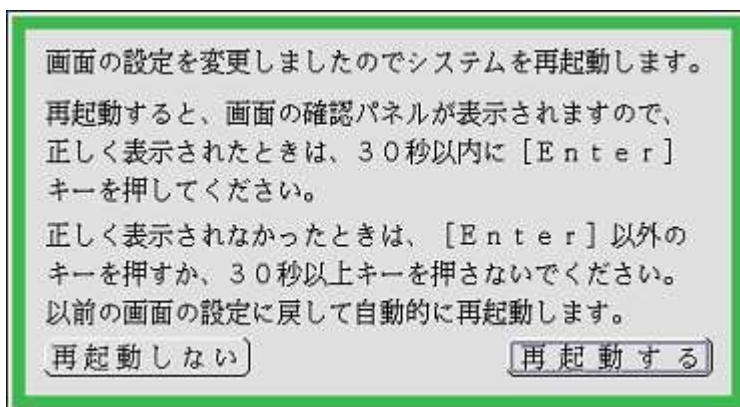 画面の設定を変更しましたのでシステムを再起動します。
再起動すると、画面の確認パネルが表示されますので、
正しく表示されたときは、３０秒以内に［Ｅｎｔｅｒ］
キーを押してください。
正しく表示されなかったときは、［Ｅｎｔｅｒ］以外の
キーを押すか、３０秒以上キーを押さないでください。
以前の画面の設定に戻して自動的に再起動します。
再起動しない
再起動する